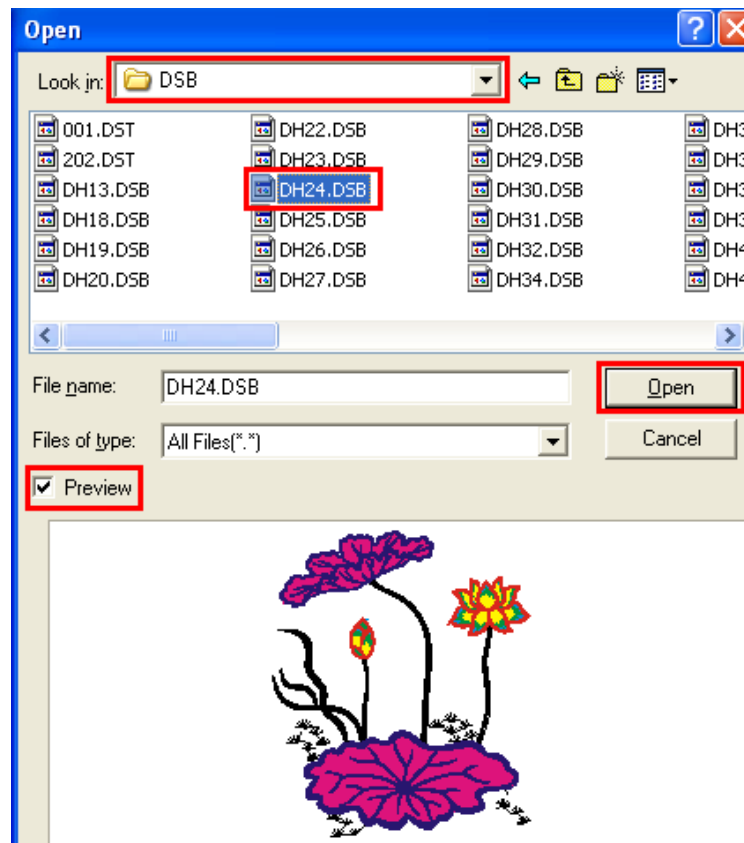 Open
Look in: DSB
001.DST DH22.DSB DH28.DSB
202.DST DH23.DSB DH29.DSB
DH13.DSB DH24.DSB DH30.DSB
DH18.DSB DH25.DSB DH31.DSB
DH19.DSB DH26.DSB DH32.DSB
DH20.DSB DH27.DSB DH34.DSB
File name: DH24.DSB Open
Files of type: All Files(*.*) Cancel
Preview